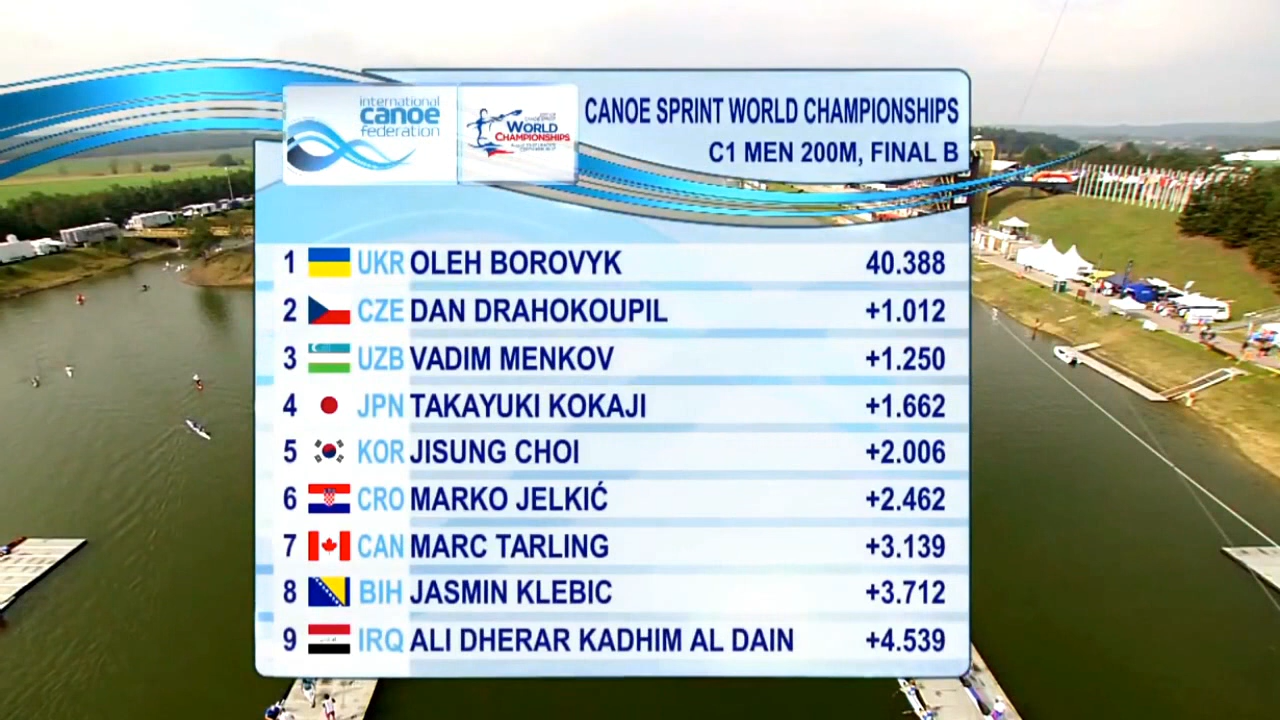 international
canoe
federation
WORLD
CHAMPIONSHIPS
CANOE SPRINT WORLD CHAMPIONSHIPS
C1 MEN 200M, FINAL B
1 UKR OLEH BOROVYK 40.388
2 CZE DAN DRAHOKOUPIL +1.012
3 UZB VADIM MENKOV +1.250
4 JPN TAKAYUKI KOKAJI +1.662
5 KOR JISUNG CHOI +2.006
6 CRO MARKO JELKIĆ +2.462
7 CAN MARC TARLING +3.139
8 BIH JASMIN KLEBIC +3.712
9 IRQ ALI DHERAR KADHIM AL DAIN +4.539